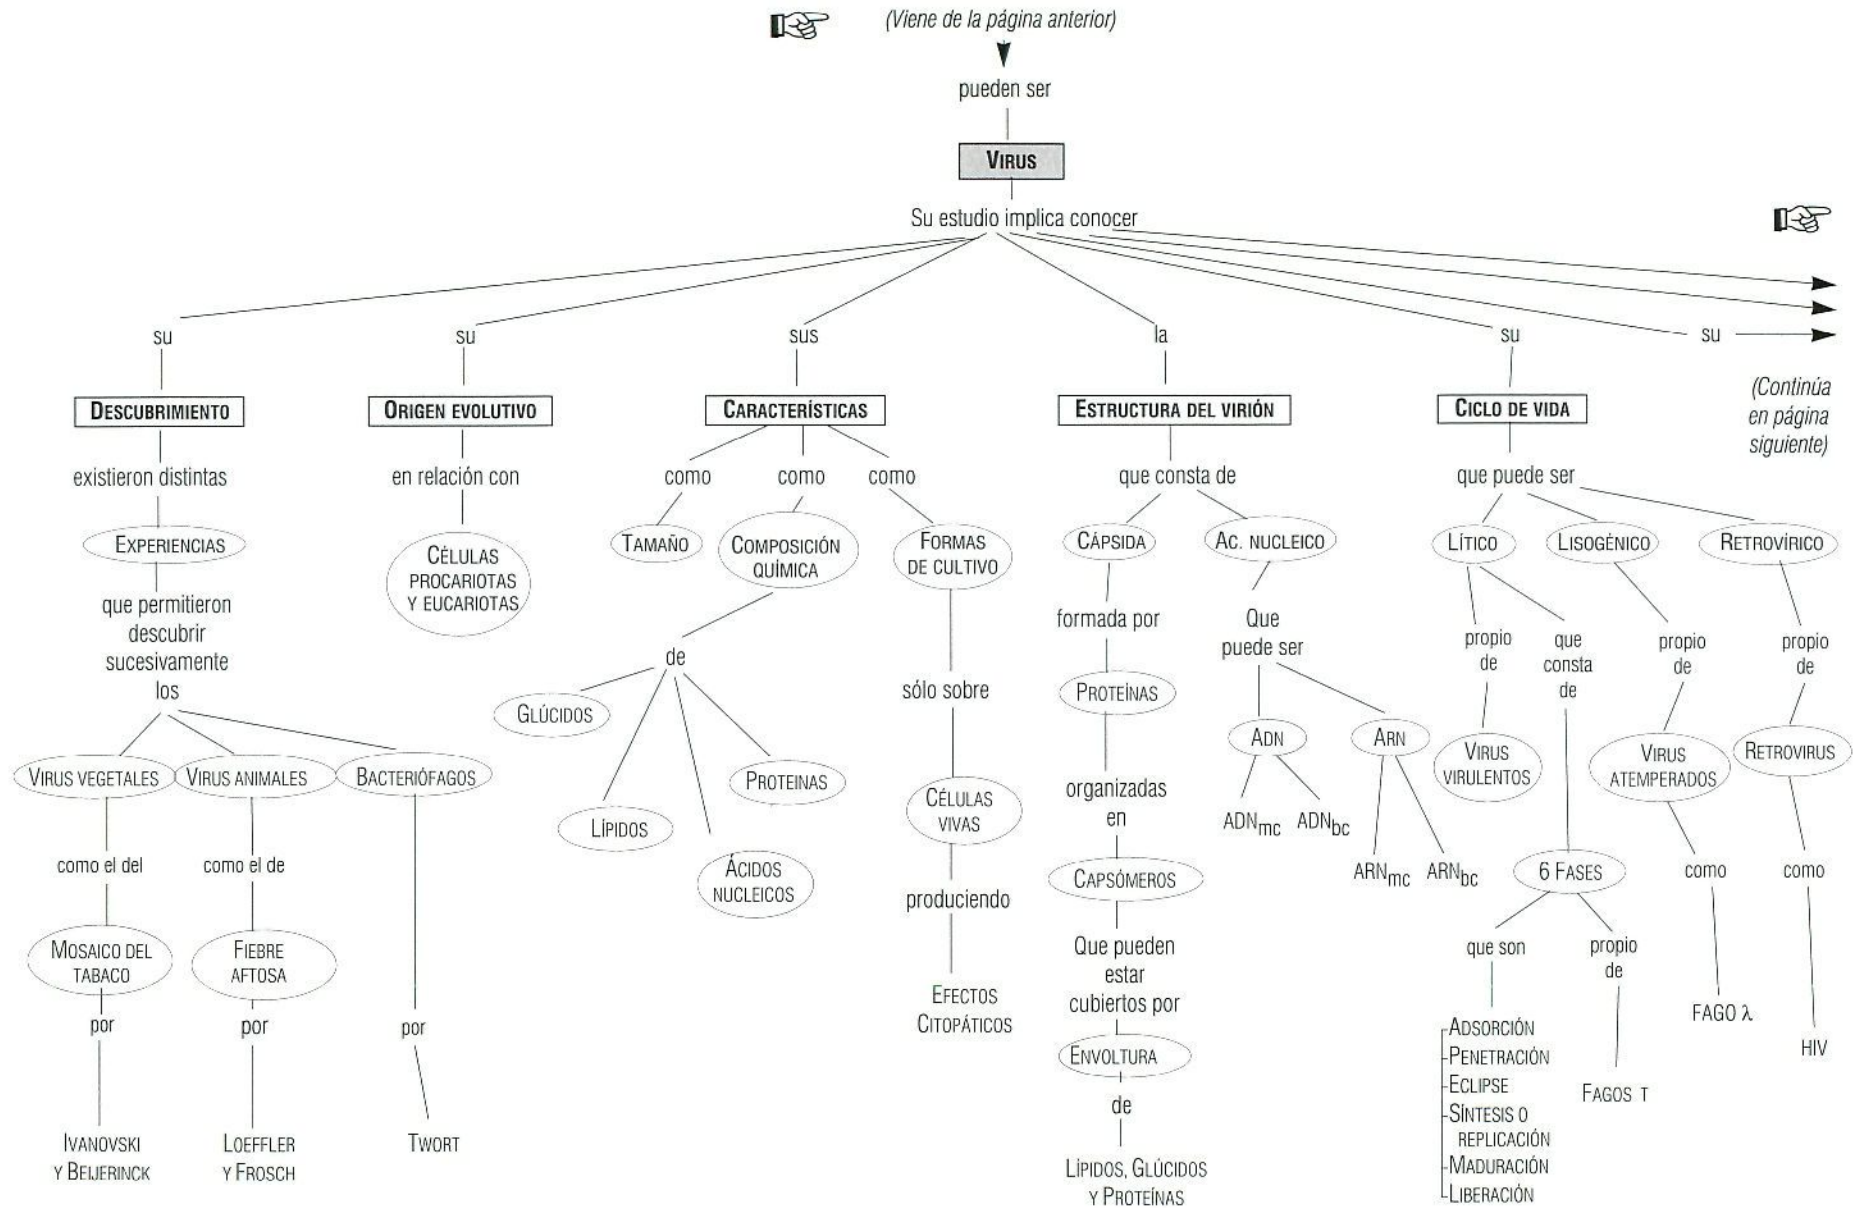 (Viene de la página anterior)
pueden ser
VIRUS
Su estudio implica conocer
su
su
sus
la
su
su
(Continúa
en página
siguiente)
DESCUBRIMIENTO
existieron distintas
EXPERIENCIAS
que permitieron
descubrir
sucesivamente
los
VIRUS VEGETALES
como el del
MOSAICO DEL
TABACO
por
IVANOVSKI
Y BEIJERINCK
VIRUS ANIMALES
como el de
FIEBRE
AFTOSA
por
LOEFFLER
Y FROSCH
BACTERIÓFAGOS
por
TWORT
ORIGEN EVOLUTIVO
en relación con
CÉLULAS
PROCARIOTAS
Y EUCARIOTAS
CARACTERÍSTICAS
como
TAMAÑO
como
COMPOSICIÓN
QUÍMICA
de
GLÚCIDOS
LÍPIDOS
ÁCIDOS
NUCLEICOS
PROTEINAS
como
FORMAS
DE CULTIVO
sólo sobre
CÉLULAS
VIVAS
produciendo
EFECTOS
CITOPÁTICOS
ESTRUCTURA DEL VIRIÓN
que consta de
CÁPSIDA
formada por
PROTEÍNAS
organizadas
en
CAPSÓMEROS
Que pueden
estar
cubiertos por
ENVOLTURA
de
LÍPIDOS, GLÚCIDOS
Y PROTEÍNAS
AC. NUCLEICO
Que
puede ser
ADN
ADNmc ADNbc
ARN
ARNmc ARNbc
CICLO DE VIDA
que puede ser
LÍTICO
propio
de
VIRUS
VIRULENTOS
que
consta
de
6 FASES
que son
ADSORCIÓN
PENETRACIÓN
ECLIPSE
SÍNTESIS O
REPLICACIÓN
MADURACIÓN
LIBERACIÓN
propio
de
FAGOS T
LISOGÉNICO
propio
de
VIRUS
ATEMPERADOS
como
FAGO λ
RETROVÍRICO
propio
de
RETROVIRUS
como
HIV